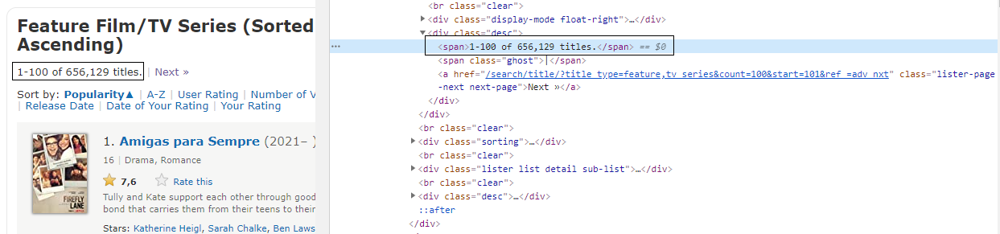 Feature Film/TV Series (Sorted
Ascending)
1-100 of 656,129 titles. | Next »
Sort by: Popularity▲ | A-Z | User Rating | Number of V
| Release Date | Date of Your Rating | Your Rating
1. Amigas para Sempre (2021– )
16 | Drama, Romance
7,6 Rate this
Tully and Kate support each other through good
bond that carries them from their teens to their
Stars: Katherine Heigl, Sarah Chalke, Ben Laws
FIREFLY
LANE
<br class="clear">
<div class="display-mode float-right">…</div>
<div class="desc">
<span>1-100 of 656,129 titles.</span> == $0
<span class="ghost">|</span>
<a href="/search/title/?title_type=feature,tv_series&count=100&start=101&ref_=adv_nxt" class="lister-page
-next next-page">Next »</a>
</div>
</div>
<br class="clear">
<div class="sorting">…</div>
<br class="clear">
<div class="lister list detail sub-list">…</div>
<br class="clear">
<div class="desc">…</div>
::after
</div>